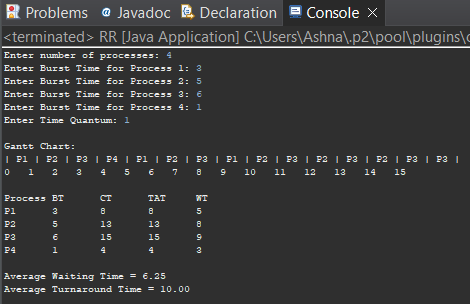 Problems @ Javadoc Declaration Console ×
<terminated> RR [Java Application] C:\Users\Ashna\.p2\pool\plugins\
Enter number of processes: 4
Enter Burst Time for Process 1: 3
Enter Burst Time for Process 2: 5
Enter Burst Time for Process 3: 6
Enter Burst Time for Process 4: 1
Enter Time Quantum: 1
Gantt Chart:
| P1 | P2 | P3 | P4 | P1 | P2 | P3 | P1 | P2 | P3 | P2 | P3 | P2 | P3 | P3 |
0 1 2 3 4 5 6 7 8 9 10 11 12 13 14 15
Process BT CT TAT WT
P1 3 8 8 5
P2 5 13 13 8
P3 6 15 15 9
P4 1 4 4 3
Average Waiting Time = 6.25
Average Turnaround Time = 10.00